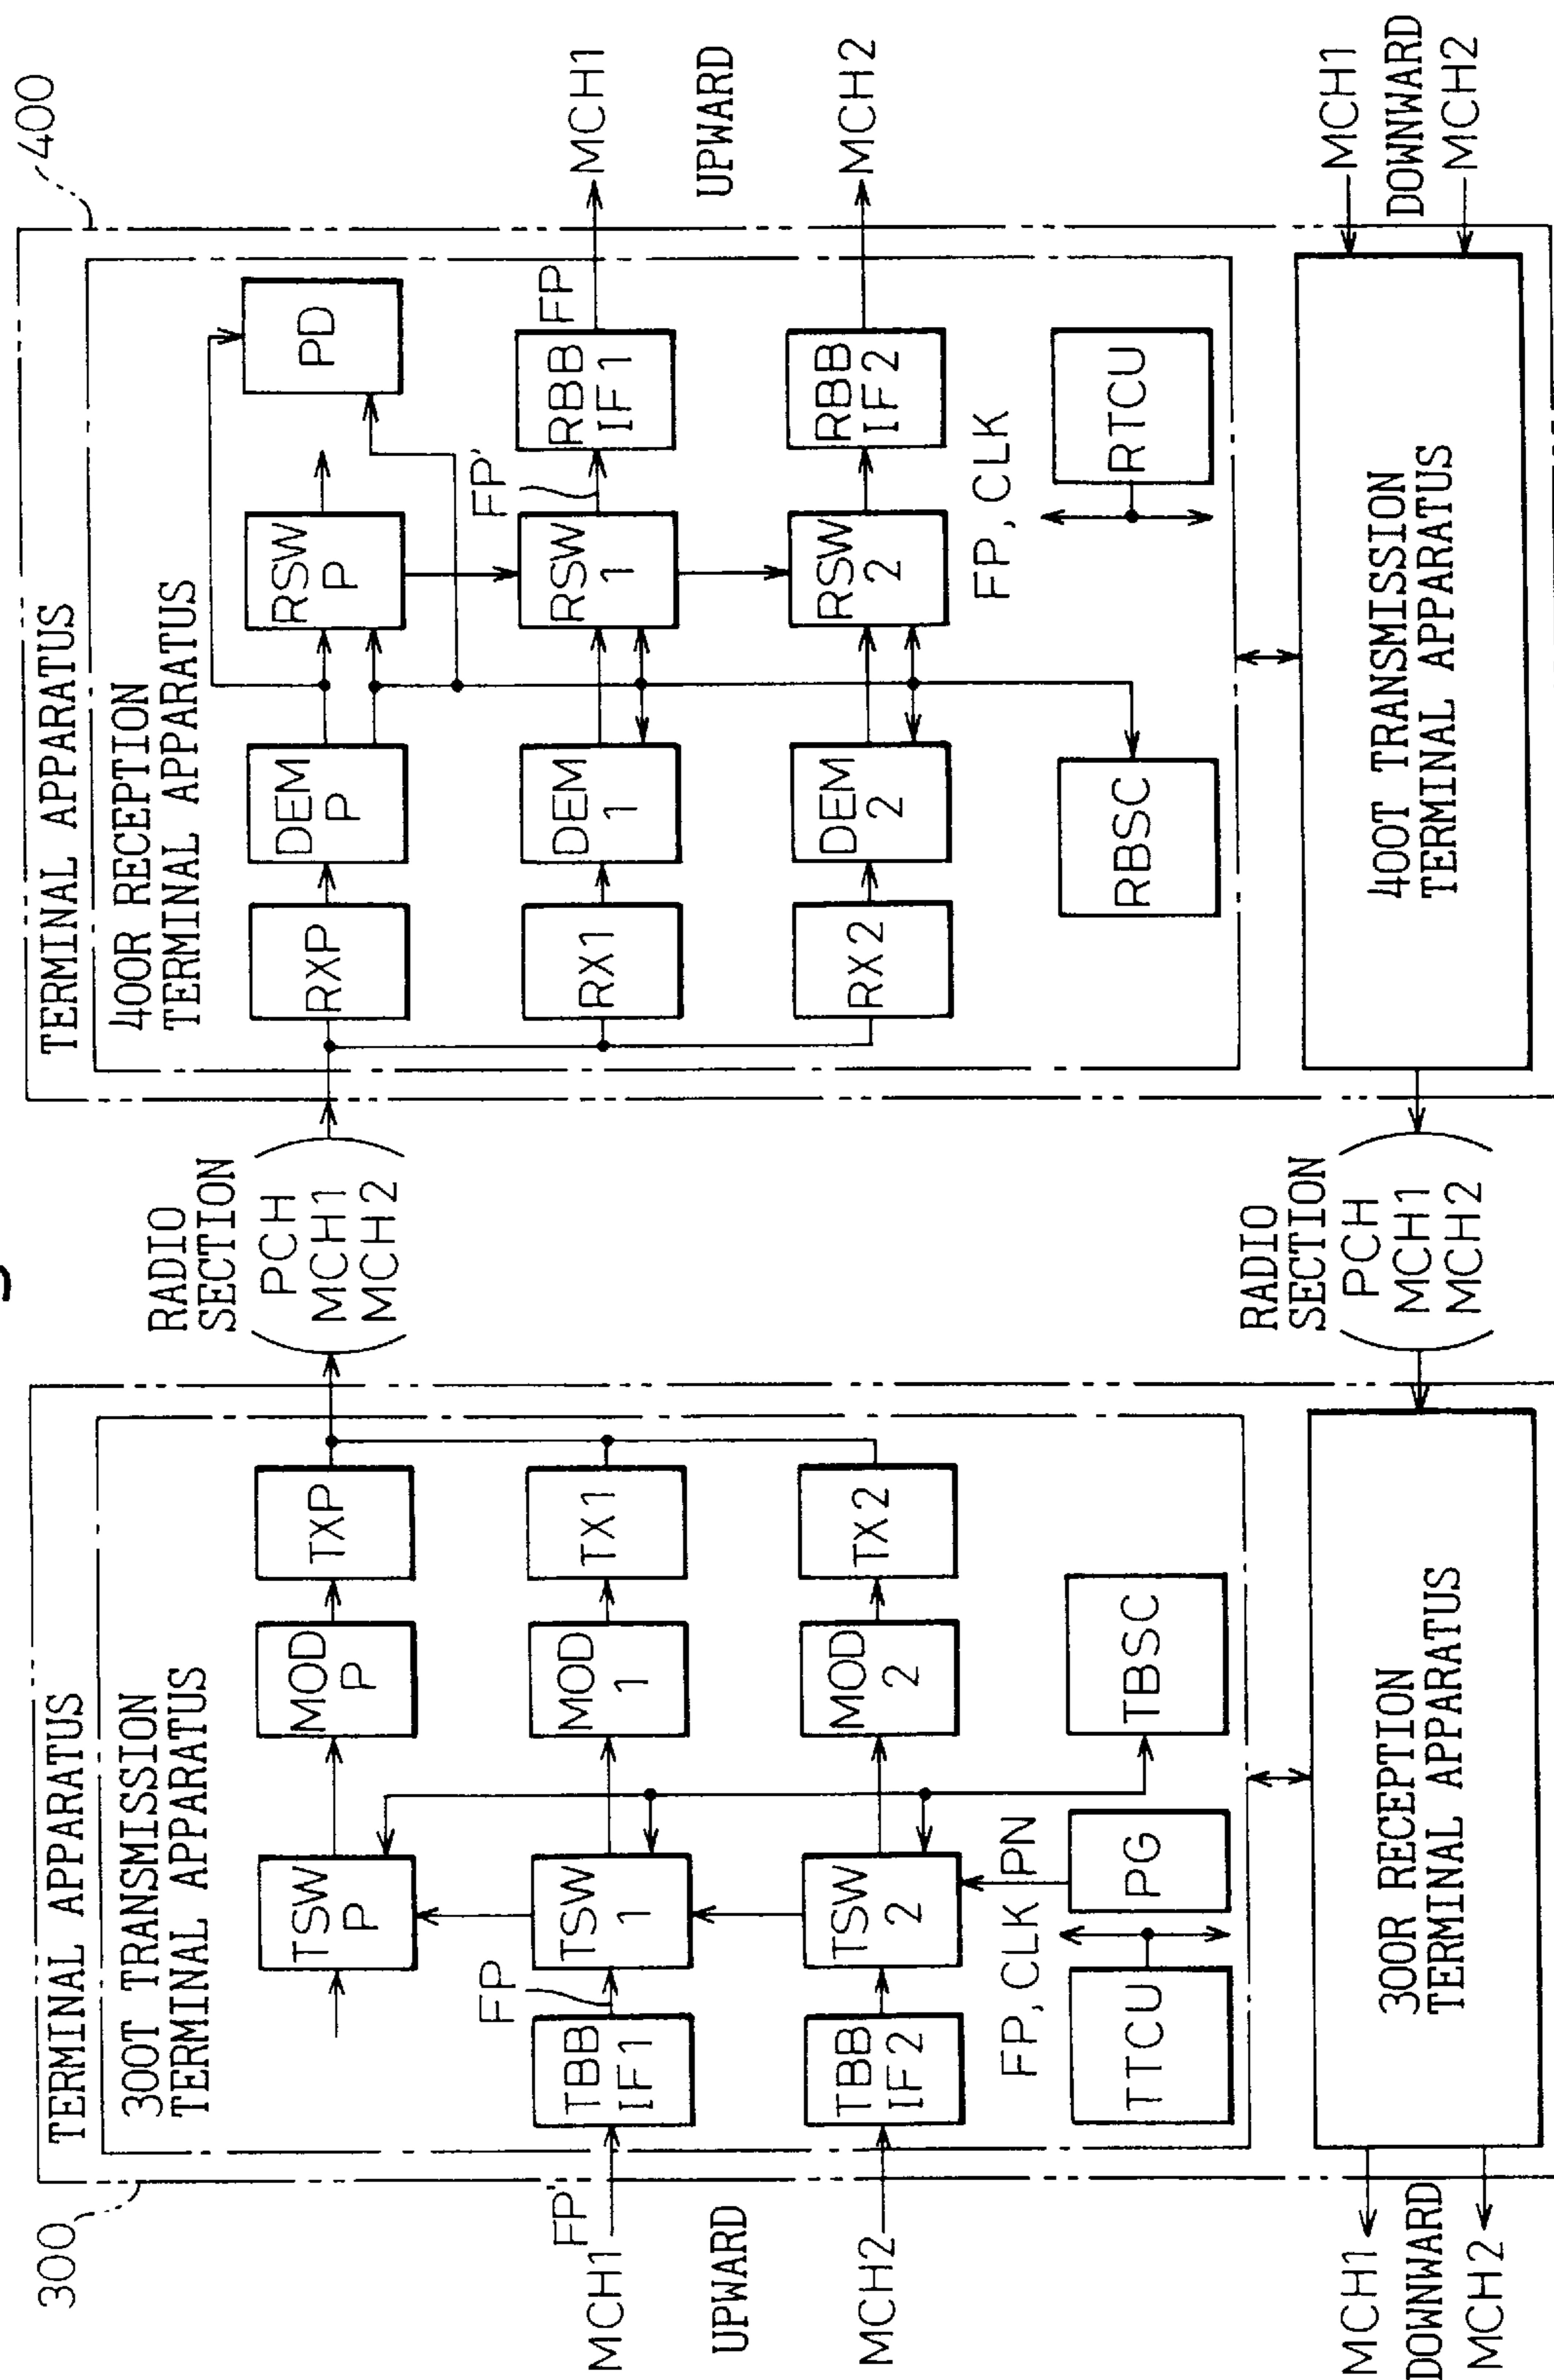 300
TERMINAL APPARATUS
300T TRANSMISSION
TERMINAL APPARATUS
TSW
P
MOD
P
TXP
FP'
MCH1
TBB
IF1
FP
TSW
1
MOD
1
TX1
UPWARD
MCH2
TBB
IF2
TSW
2
MOD
2
TX2
FP, CLK
PN
TTCU
PG
TBSC
MCH1
DOWNWARD
MCH2
300R RECEPTION
TERMINAL APPARATUS
RADIO
SECTION
PCH
MCH1
MCH2
RADIO
SECTION
PCH
MCH1
MCH2
400
TERMINAL APPARATUS
400R RECEPTION
TERMINAL APPARATUS
RXP
DEM
P
RSW
P
PD
RX1
DEM
1
RSW
1
FP'
RBB
IF1
FP
MCH1
UPWARD
RX2
DEM
2
RSW
2
RBB
IF2
MCH2
FP, CLK
RBSC
RTCU
400T TRANSMISSION
TERMINAL APPARATUS
MCH1
DOWNWARD
MCH2